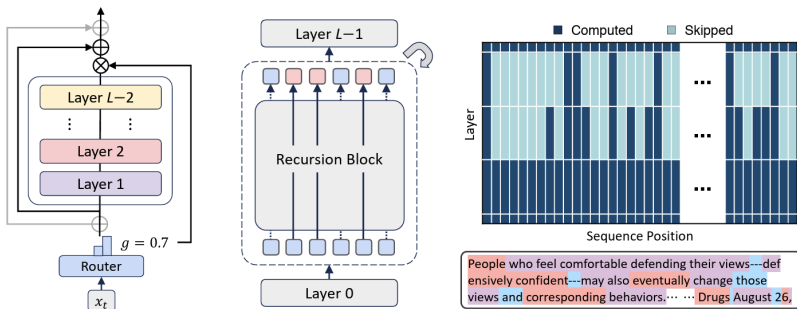 Layer L−2
⋮ ⋮
Layer 2
Layer 1
g = 0.7
Router
x_t
Layer L−1
Recursion Block
Layer 0
Computed Skipped
Layer
...
...
...
Sequence Position
People who feel comfortable defending their views---def
ensively confident---may also eventually change those
views and corresponding behaviors.··· ··· Drugs August 26,